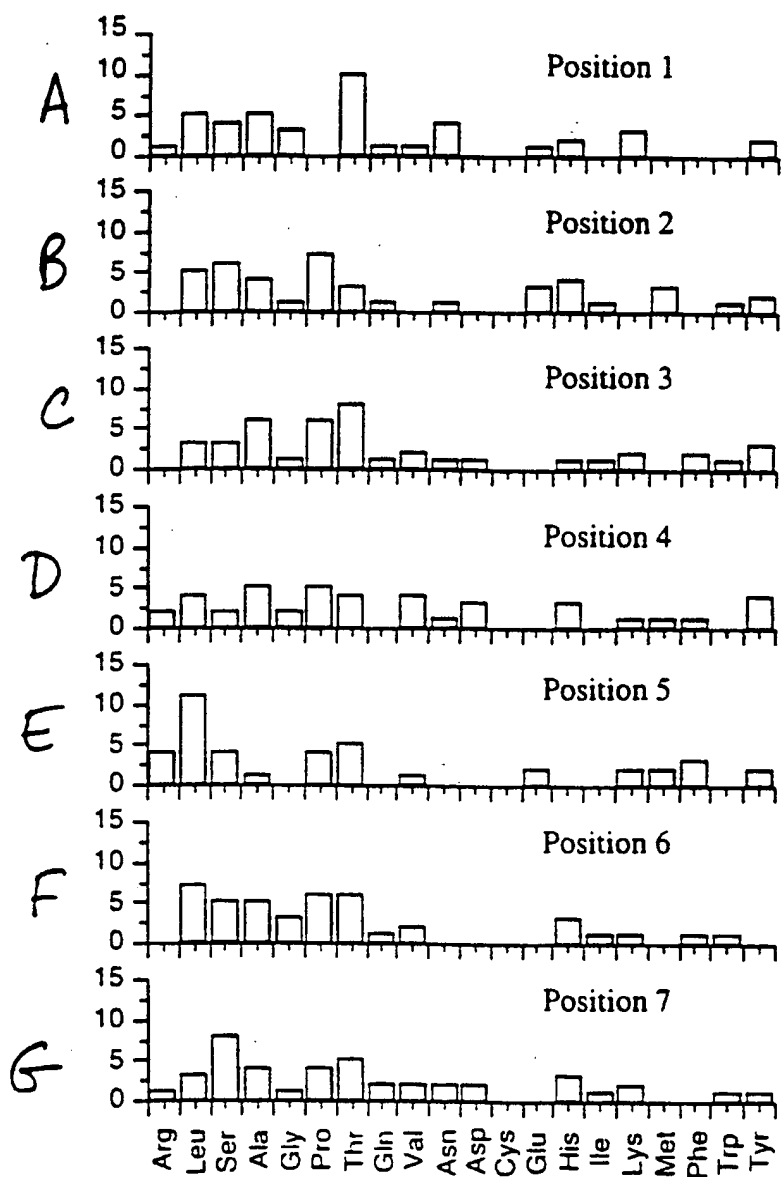 A
15
10
5
0
Position 1
B
15
10
5
0
Position 2
C
15
10
5
0
Position 3
D
15
10
5
0
Position 4
E
15
10
5
0
Position 5
F
15
10
5
0
Position 6
G
15
10
5
0
Position 7
Arg Leu Ser Ala Gly Pro Thr Gln Val Asn Asp Cys Glu His Ile Lys Met Phe Trp Tyr